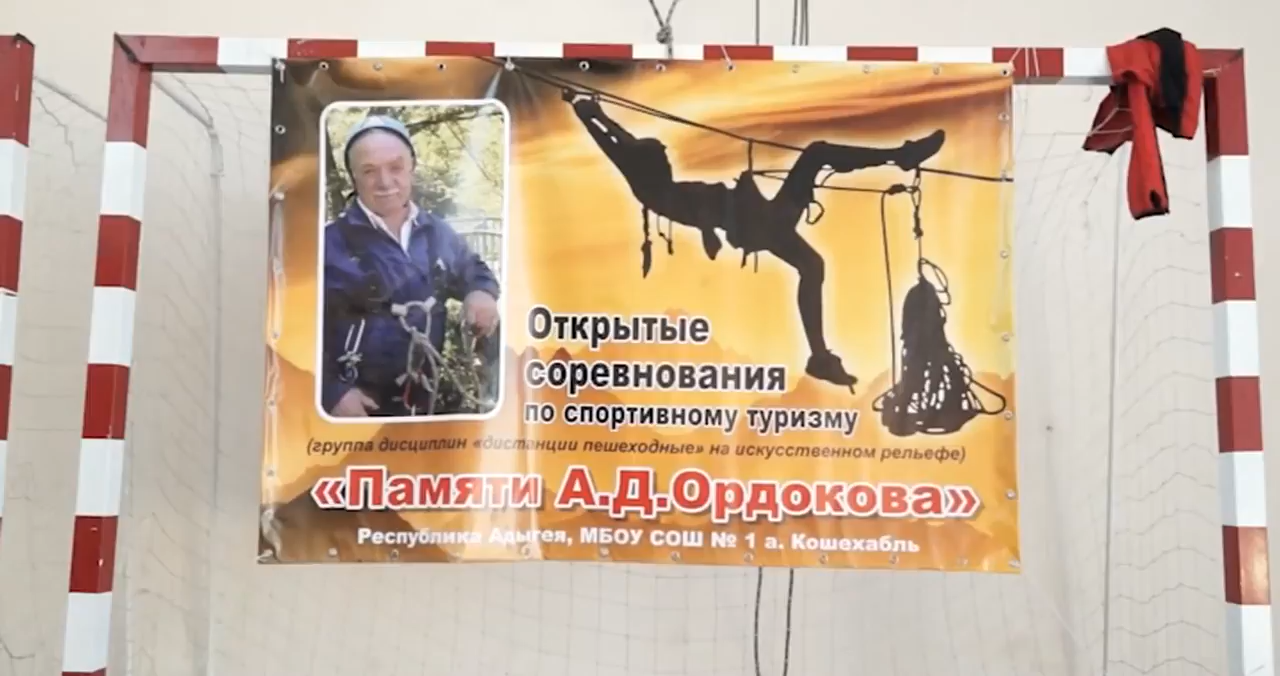 Открытые
соревнования
по спортивному туризму
(группа дисциплин «дистанции пешеходные» на искусственном рельефе)
«Памяти А.Д.Ордокова»
Республика Адыгея, МБОУ СОШ № 1 а. Кошехабль